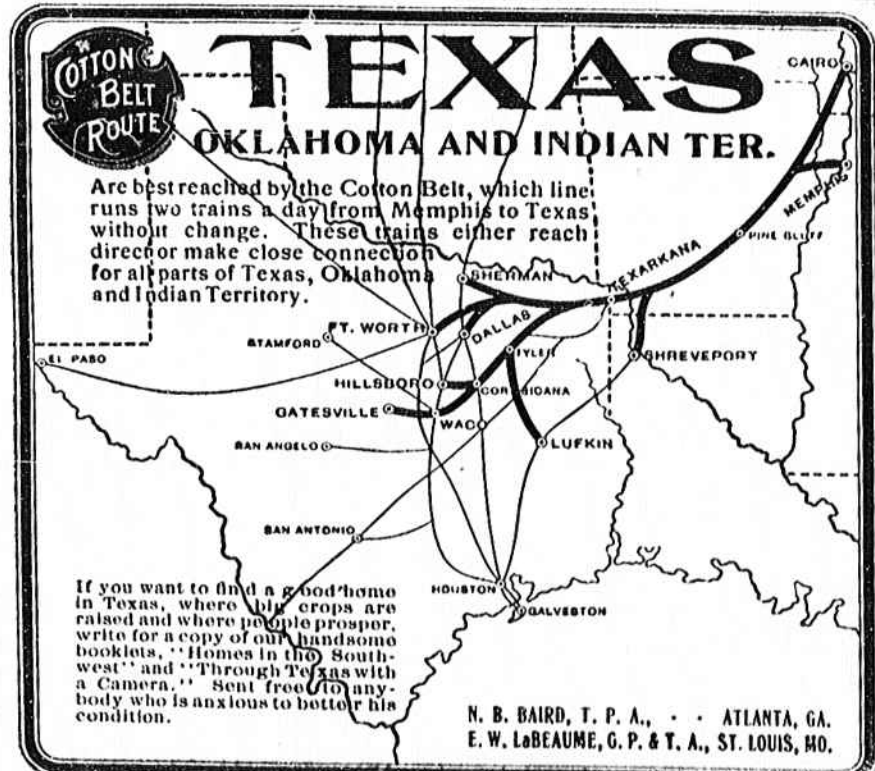 THE
COTTON
BELT
ROUTE
TEXAS
OKLAHOMA AND INDIAN TER.
Are best reached by the Cotton Belt, which line
runs two trains a day from Memphis to Texas
without change. These trains either reach
direct or make close connection
for all parts of Texas, Oklahoma
and Indian Territory.
CAIRO
MEMPHIS
PINE BLUFF
TEXARKANA
SHERMAN
FT. WORTH
DALLAS
STAMFORD
EL PASO
TYLER
SHREVEPORT
HILLSBORO
CORSICANA
GATESVILLE
WACO
LUFKIN
SAN ANGELO
SAN ANTONIO
HOUSTON
GALVESTON
If you want to find a good home
in Texas, where big crops are
raised and where people prosper,
write for a copy of our handsome
booklets, "Homes in the South-
west" and "Through Texas with
a Camera." Sent free to any-
body who is anxious to better his
condition.
N. B. BAIRD, T. P. A., - - ATLANTA, GA.
E. W. LaBEAUME, G. P. & T. A., ST. LOUIS, MO.